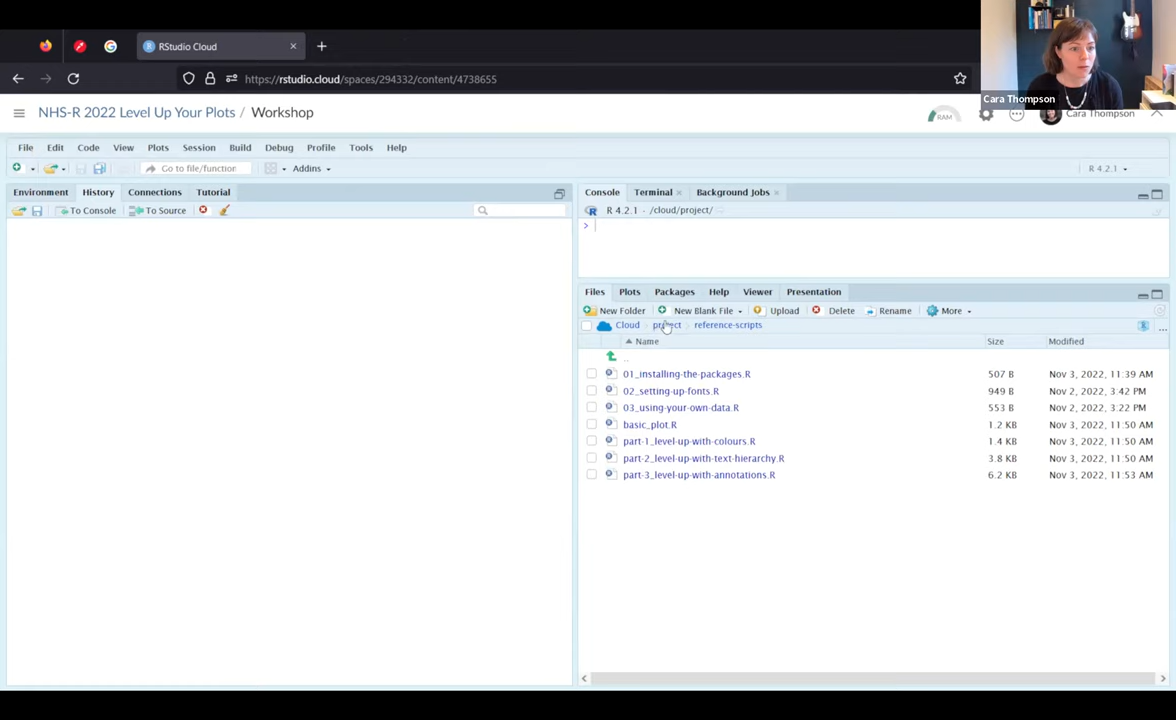 RStudio Cloud
https://rstudio.cloud/spaces/294332/content/4738655
Cara Thompson
NHS-R 2022 Level Up Your Plots / Workshop
RAM
Cara Thompson
File Edit Code View Plots Session Build Debug Profile Tools Help
Go to file/function Addins
R 4.2.1
Environment History Connections Tutorial
To Console To Source
Console Terminal Background Jobs
R 4.2.1 · /cloud/project/
>
Files Plots Packages Help Viewer Presentation
New Folder New Blank File Upload Delete Rename More
Cloud project reference-scripts
...
Name Size Modified
..
01_installing-the-packages.R 507 B Nov 3, 2022, 11:39 AM
02_setting-up-fonts.R 949 B Nov 2, 2022, 3:42 PM
03_using-your-own-data.R 553 B Nov 2, 2022, 3:22 PM
basic_plot.R 1.2 KB Nov 3, 2022, 11:50 AM
part-1_level-up-with-colours.R 1.4 KB Nov 3, 2022, 11:50 AM
part-2_level-up-with-text-hierarchy.R 3.8 KB Nov 3, 2022, 11:50 AM
part-3_level-up-with-annotations.R 6.2 KB Nov 3, 2022, 11:53 AM